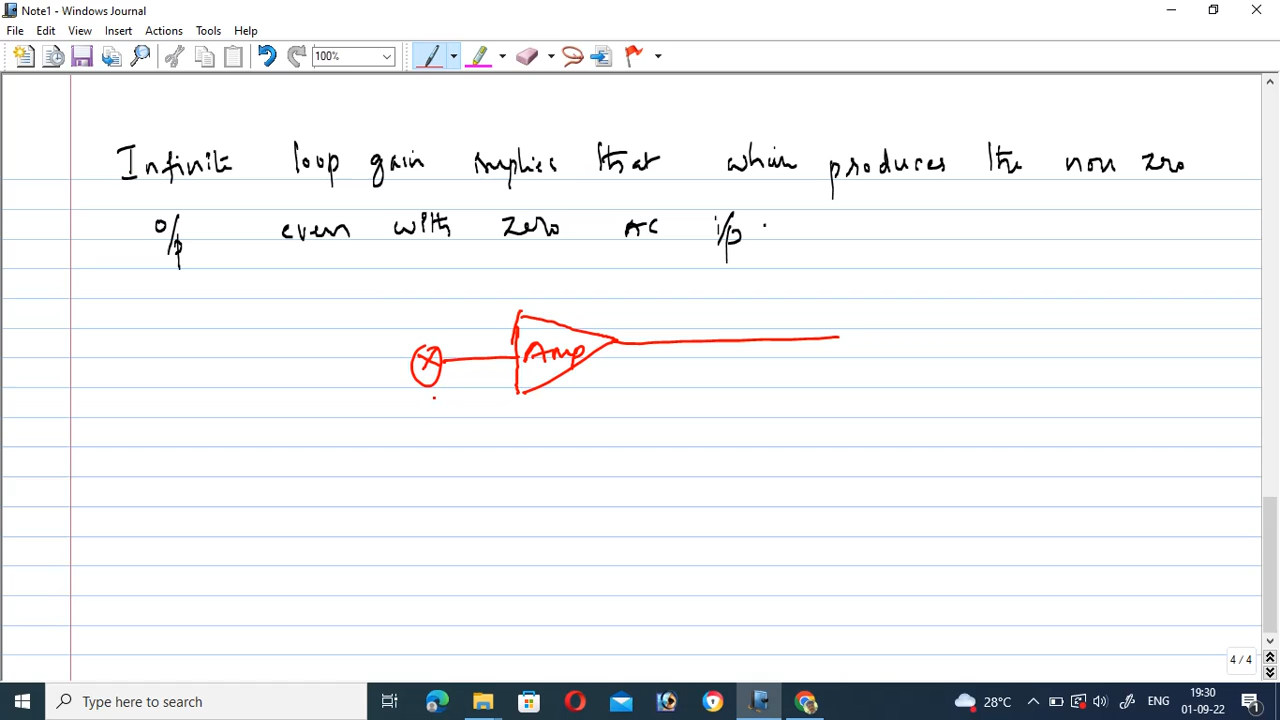 Note1 - Windows Journal
File Edit View Insert Actions Tools Help
100%
Infinite loop gain implies that which produces the non zro
o/p even with zero AC i/p .
Amp
4 / 4
Type here to search
28°C ENG 19:30
01-09-22
1